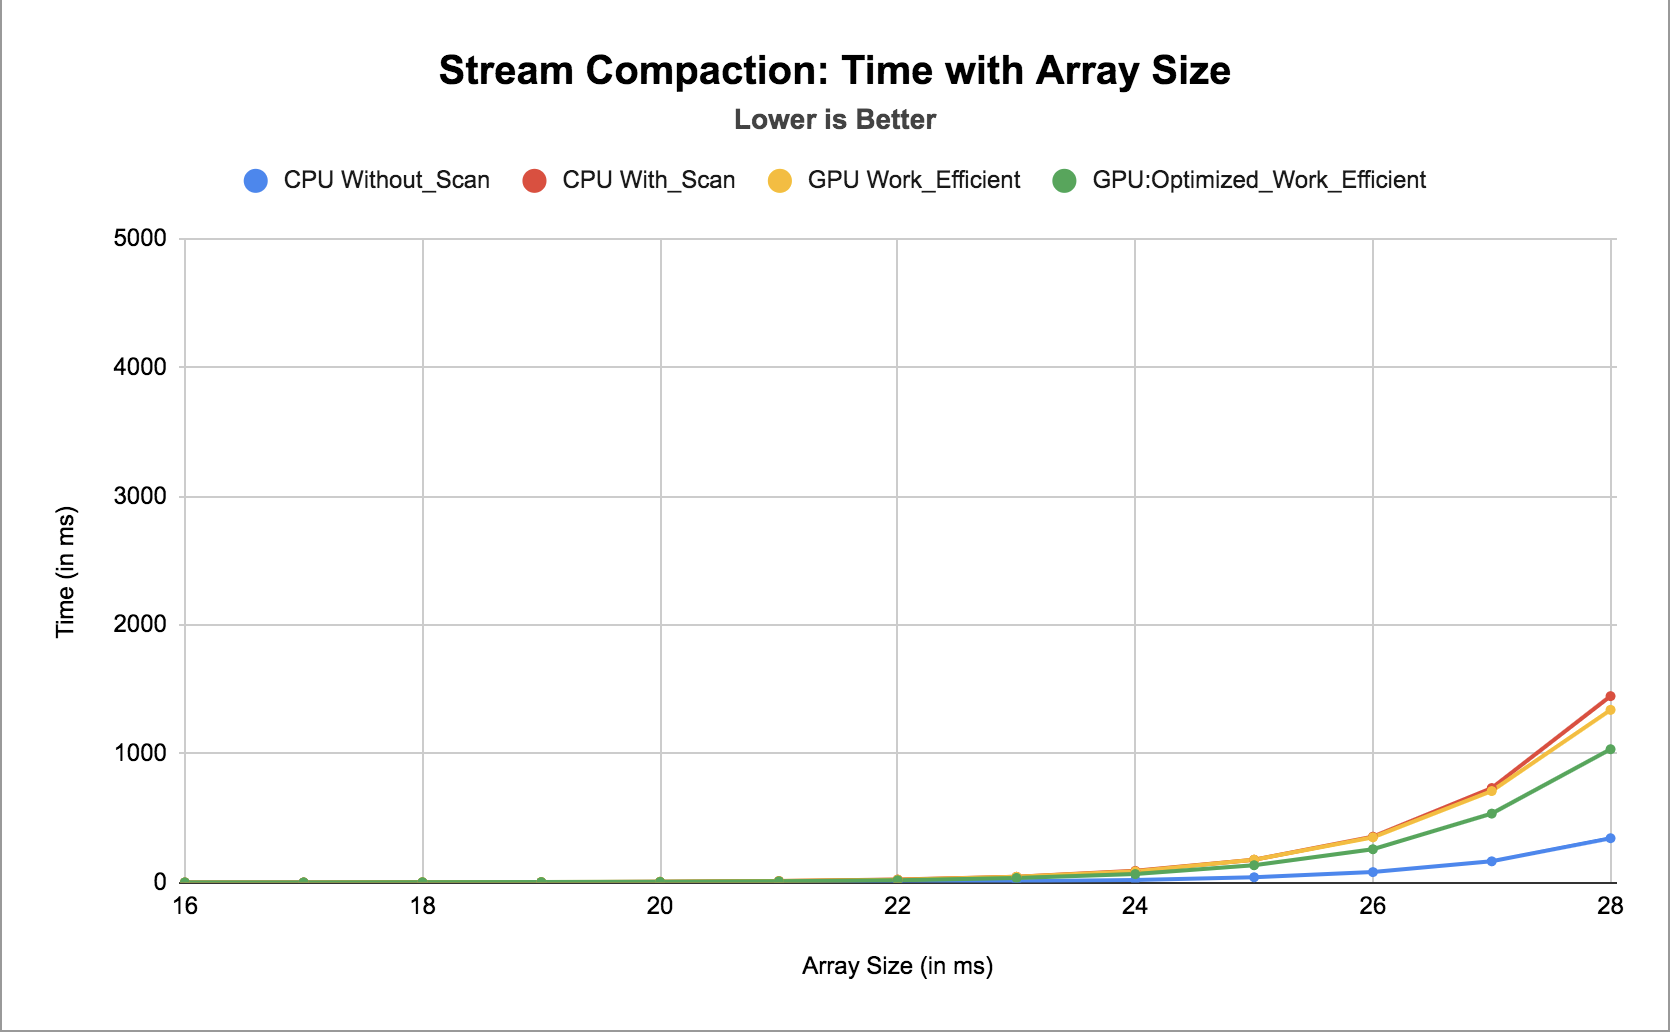 Stream Compaction: Time with Array Size
Lower is Better
CPU Without_Scan CPU With_Scan GPU Work_Efficient GPU:Optimized_Work_Efficient
5000
4000
3000
2000
1000
0
Time (in ms)
16 18 20 22 24 26 28
Array Size (in ms)